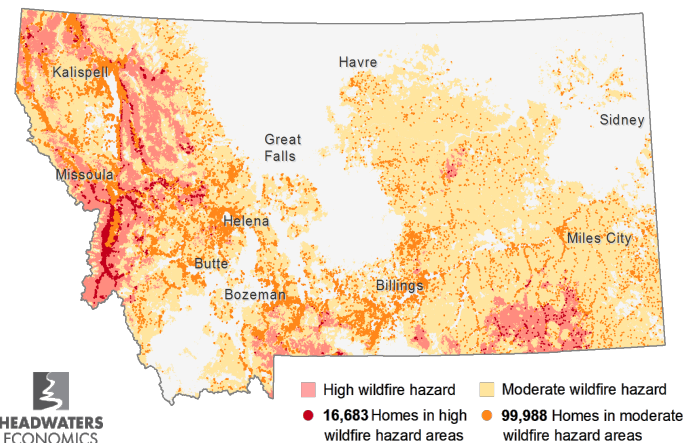 Havre
Kalispell
Sidney
Great
Falls
Missoula
Helena
Miles City
Butte
Billings
Bozeman
High wildfire hazard
Moderate wildfire hazard
16,683 Homes in high
wildfire hazard areas
99,988 Homes in moderate
wildfire hazard areas
HEADWATERS
ECONOMICS